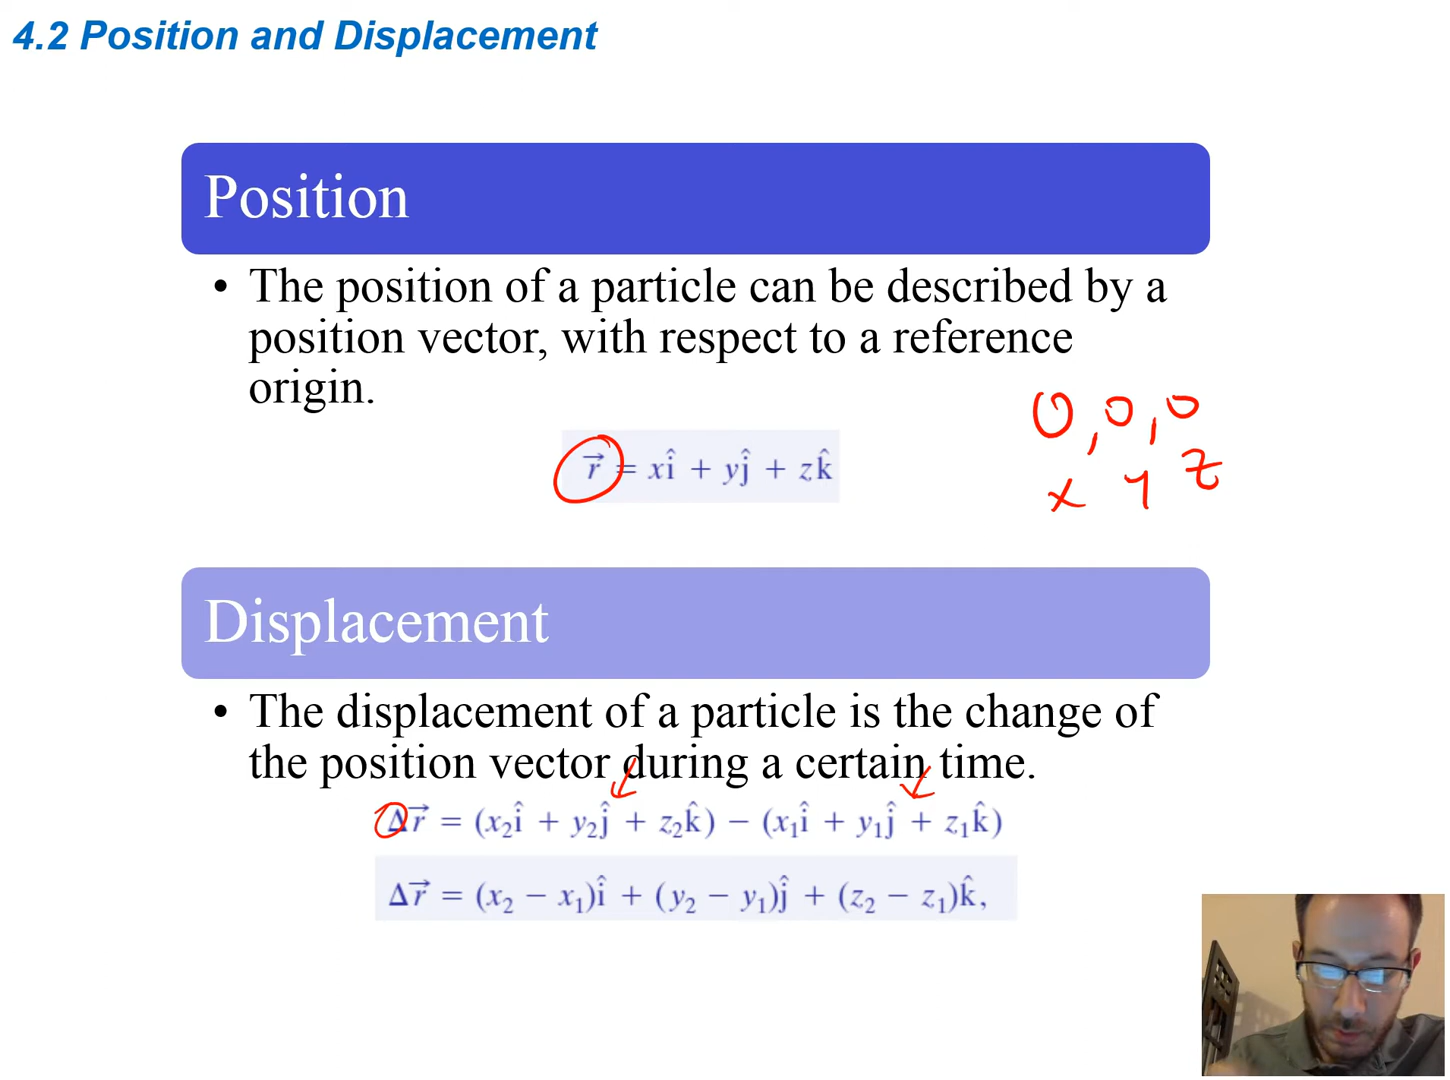 4.2 Position and Displacement
Position
• The position of a particle can be described by a
position vector, with respect to a reference
origin.
0, 0, 0
x y z
r⃗ = xî + yĵ + zk̂
Displacement
• The displacement of a particle is the change of
the position vector during a certain time.
Δr⃗ = (x₂î + y₂ĵ + z₂k̂) − (x₁î + y₁ĵ + z₁k̂)
Δr⃗ = (x₂ − x₁)î + (y₂ − y₁)ĵ + (z₂ − z₁)k̂,